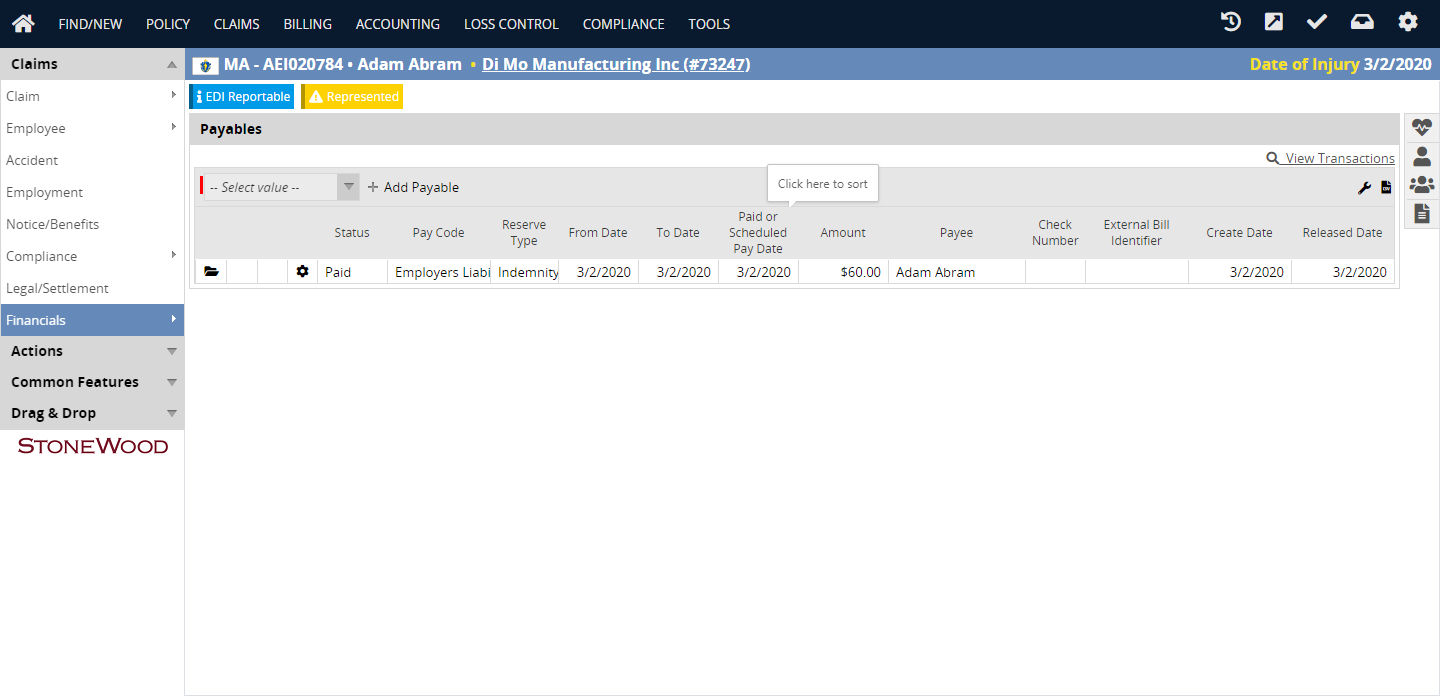 FIND/NEW POLICY CLAIMS BILLING ACCOUNTING LOSS CONTROL COMPLIANCE TOOLS
Claims
MA - AEI020784 • Adam Abram • Di Mo Manufacturing Inc (#73247)
Date of Injury 3/2/2020
Claim
Employee
Accident
Employment
Notice/Benefits
Compliance
Legal/Settlement
Financials
Actions
Common Features
Drag & Drop
STONEWOOD
EDI Reportable
Represented
Payables
View Transactions
-- Select value --
Add Payable
Click here to sort
Status
Pay Code
Reserve
Type
From Date
To Date
Paid or
Scheduled
Pay Date
Amount
Payee
Check
Number
External Bill
Identifier
Create Date
Released Date
Paid Employers Liabi Indemnity 3/2/2020 3/2/2020 3/2/2020 $60.00 Adam Abram 3/2/2020 3/2/2020